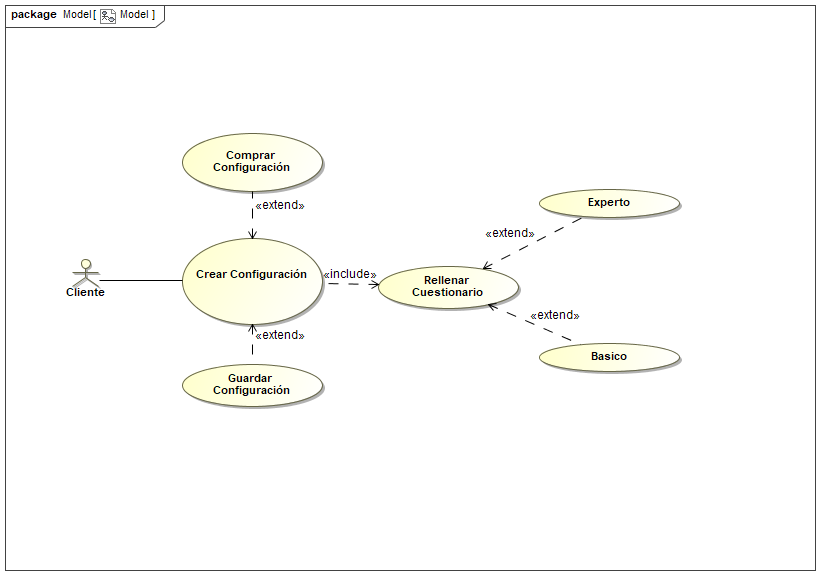 package Model [ Model ]
Comprar
Configuración
«extend»
Experto
«extend»
Crear Configuración
«include»
Rellenar
Cuestionario
Cliente
«extend»
«extend»
Basico
Guardar
Configuración